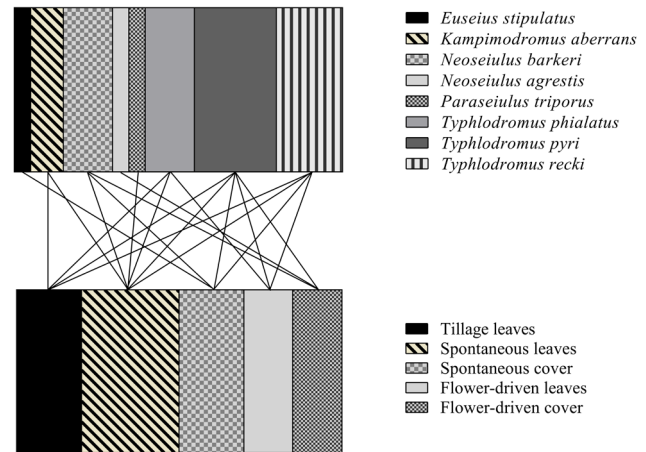 Euseius stipulatus
Kampimodromus aberrans
Neoseiulus barkeri
Neoseiulus agrestis
Paraseiulus triporus
Typhlodromus phialatus
Typhlodromus pyri
Typhlodromus recki
Tillage leaves
Spontaneous leaves
Spontaneous cover
Flower-driven leaves
Flower-driven cover